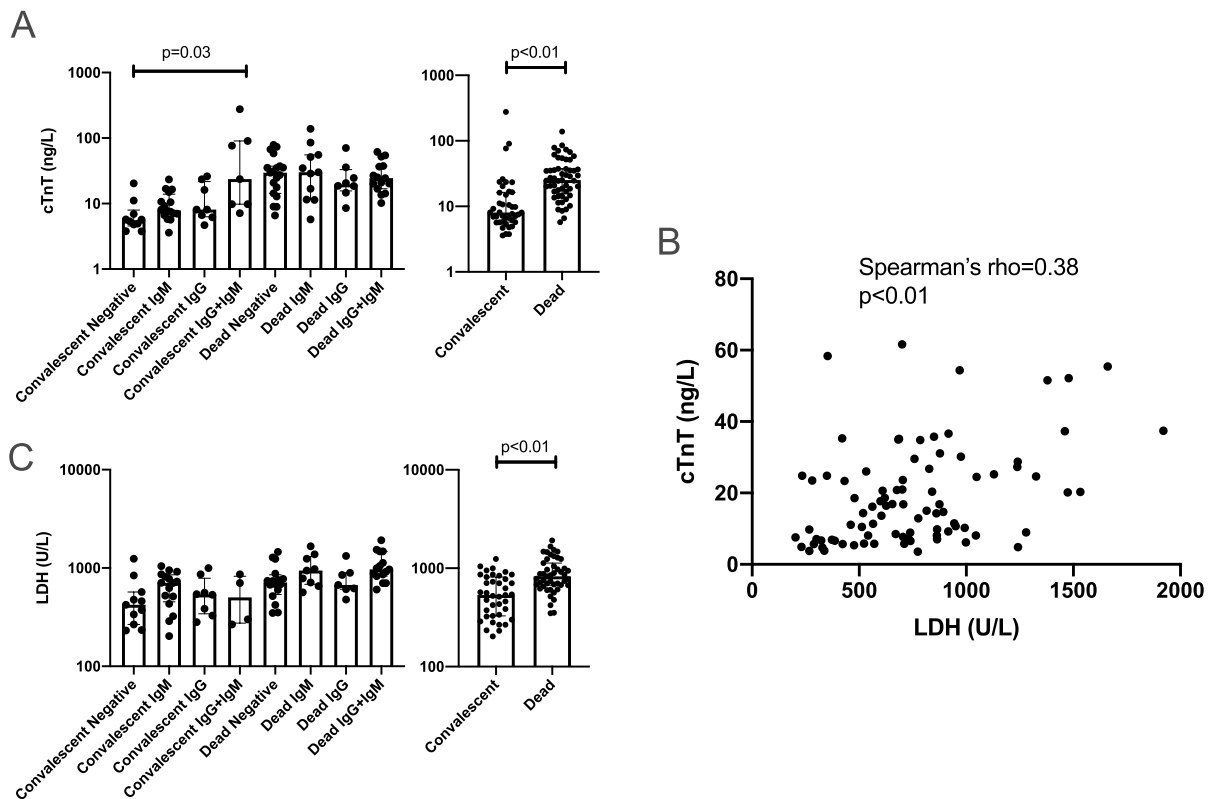 A
p=0.03
p<0.01
cTnT (ng/L)
1000
100
10
1
1000
100
10
1
Convalescent Negative
Convalescent IgM
Convalescent IgG
Convalescent IgG+IgM
Dead Negative
Dead IgM
Dead IgG
Dead IgG+IgM
Convalescent
Dead
B
Spearman's rho=0.38
p<0.01
cTnT (ng/L)
80
60
40
20
0
0 500 1000 1500 2000
LDH (U/L)
C
p<0.01
LDH (U/L)
10000
1000
100
10000
1000
100
Convalescent Negative
Convalescent IgM
Convalescent IgG
Convalescent IgG+IgM
Dead Negative
Dead IgM
Dead IgG
Dead IgG+IgM
Convalescent
Dead